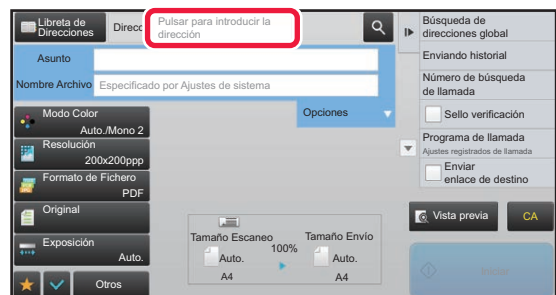 Libreta de
Direcciones
Direcc
Pulsar para introducir la
dirección
Asunto
Nombre Archivo
Especificado por Ajustes de sistema
Opciones
Modo Color
Auto./Mono 2
Resolución
200x200ppp
Formato de Fichero
PDF
Original
Exposición
Auto.
Otros
Tamaño Escaneo
100%
Tamaño Envío
Auto.
Auto.
A4
A4
Búsqueda de
direcciones global
Enviando historial
Número de búsqueda
de llamada
Sello verificación
Programa de llamada
Ajustes registrados de llamada
Enviar
enlace de destino
Vista previa
CA
Iniciar